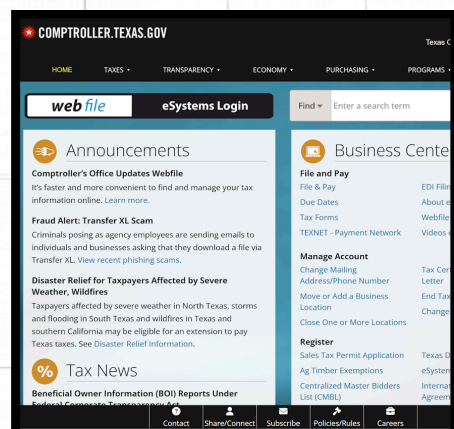 COMPTROLLER.TEXAS.GOV
Texas
HOME TAXES TRANSPARENCY ECONOMY PURCHASING PROGRAMS
web file eSystems Login Find Enter a search term
Announcements
Comptroller's Office Updates Webfile
It's faster and more convenient to find and manage your tax
information online. Learn more.
Fraud Alert: Transfer XL Scam
Criminals posing as agency employees are sending emails to
individuals and businesses asking that they download a file via
Transfer XL. View recent phishing scams.
Disaster Relief for Taxpayers Affected by Severe
Weather, Wildfires
Taxpayers affected by severe weather in North Texas, storms
and flooding in South Texas and wildfires in Texas and
southern California may be eligible for an extension to pay
Texas taxes. See Disaster Relief Information.
% Tax News
Beneficial Owner Information (BOI) Reports Under
Federal Corporate Transparency Act
Business Cente
File and Pay
File & Pay
Due Dates
Tax Forms
TEXNET - Payment Network
EDI Filin
About e
Webfile
Videos
Manage Account
Change Mailing
Address/Phone Number
Move or Add a Business
Location
Close One or More Locations
Tax Cer
Letter
End Tax
Change
Register
Sales Tax Permit Application
Ag Timber Exemptions
Centralized Master Bidders
List (CMBL)
Texas D
eSystem
Internat
Agreem
Contact Share/Connect Subscribe Policies/Rules Careers